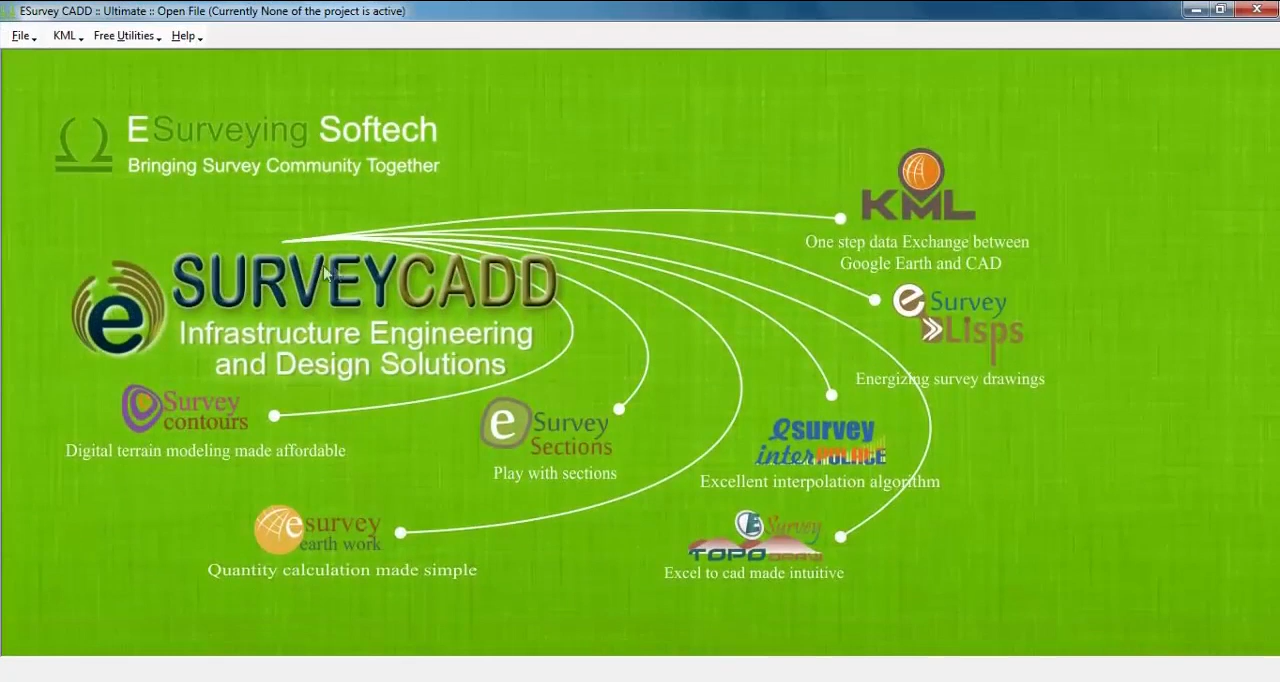 ESurvey CADD :: Ultimate :: Open File (Currently None of the project is active)
File KML Free Utilities Help
ESurveying Softech
Bringing Survey Community Together
KML
One step data Exchange between
Google Earth and CAD
e SURVEYCADD
Infrastructure Engineering
and Design Solutions
e Survey
Lisps
Energizing survey drawings
Survey
contours
Digital terrain modeling made affordable
e Survey
Sections
Play with sections
esurvey
interPOLATE
Excellent interpolation algorithm
esurvey
earth work
Quantity calculation made simple
E Survey
TOPO DRAW
Excel to cad made intuitive